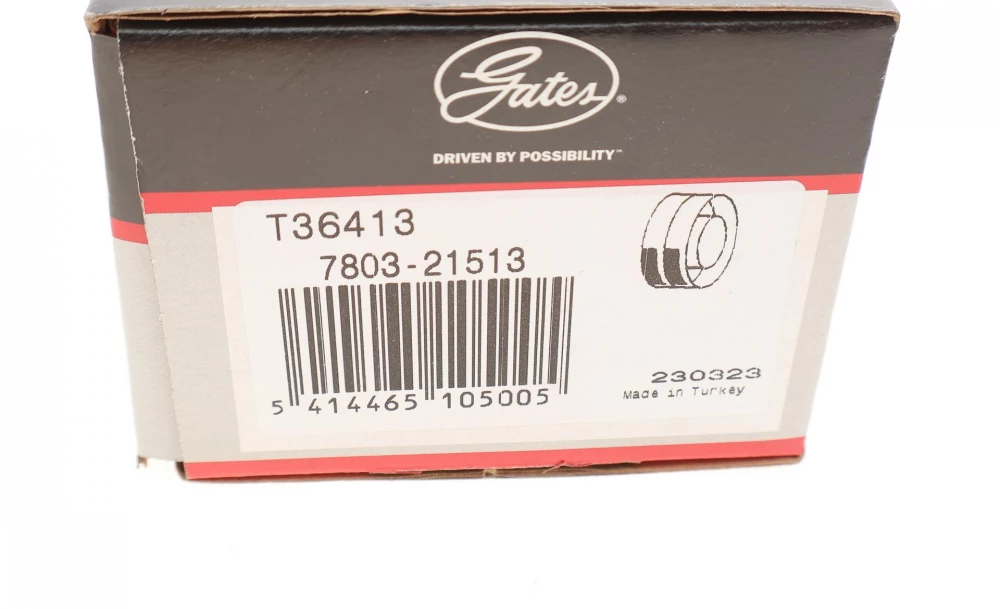 Gates®
DRIVEN BY POSSIBILITY™
T36413
7803-21513
5 414465 105005
230323
Made in Turkey